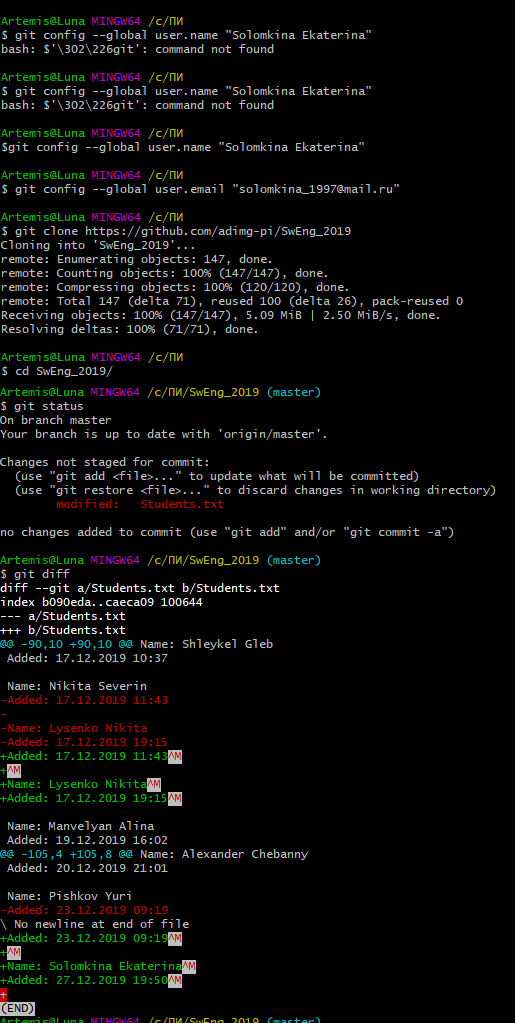 Artemis@Luna MINGW64 /c/ПИ
$ git config --global user.name "Solomkina Ekaterina"
bash: $'\302\226git': command not found
Artemis@Luna MINGW64 /c/ПИ
$ git config --global user.name "Solomkina Ekaterina"
bash: $'\302\226git': command not found
Artemis@Luna MINGW64 /c/ПИ
$git config --global user.name "Solomkina Ekaterina"
Artemis@Luna MINGW64 /c/ПИ
$ git config --global user.email "solomkina_1997@mail.ru"
Artemis@Luna MINGW64 /c/ПИ
$ git clone https://github.com/adimg-pi/SwEng_2019
Cloning into 'SwEng_2019'...
remote: Enumerating objects: 147, done.
remote: Counting objects: 100% (147/147), done.
remote: Compressing objects: 100% (120/120), done.
remote: Total 147 (delta 71), reused 100 (delta 26), pack-reused 0
Receiving objects: 100% (147/147), 5.09 MiB | 2.50 MiB/s, done.
Resolving deltas: 100% (71/71), done.
Artemis@Luna MINGW64 /c/ПИ
$ cd SwEng_2019/
Artemis@Luna MINGW64 /c/ПИ/SwEng_2019 (master)
$ git status
On branch master
Your branch is up to date with 'origin/master'.
Changes not staged for commit:
  (use "git add <file>..." to update what will be committed)
  (use "git restore <file>..." to discard changes in working directory)
        modified:   Students.txt
no changes added to commit (use "git add" and/or "git commit -a")
Artemis@Luna MINGW64 /c/ПИ/SwEng_2019 (master)
$ git diff
diff --git a/Students.txt b/Students.txt
index b090eda..caeca09 100644
--- a/Students.txt
+++ b/Students.txt
@@ -90,10 +90,10 @@ Name: Shleykel Gleb
 Added: 17.12.2019 10:37
 Name: Nikita Severin
-Added: 17.12.2019 11:43
-
-Name: Lysenko Nikita
-Added: 17.12.2019 19:15
+Added: 17.12.2019 11:43^M
+^M
+Name: Lysenko Nikita^M
+Added: 17.12.2019 19:15^M
 Name: Manvelyan Alina
 Added: 19.12.2019 16:02
@@ -105,4 +105,8 @@ Name: Alexander Chebanny
 Added: 20.12.2019 21:01
 Name: Pishkov Yuri
-Added: 23.12.2019 09:19
\ No newline at end of file
+Added: 23.12.2019 09:19^M
+^M
+Name: Solomkina Ekaterina^M
+Added: 27.12.2019 19:50^M
+
(END)
Artemis@Luna MINGW64 /c/ПИ/SwEng_2019 (master)